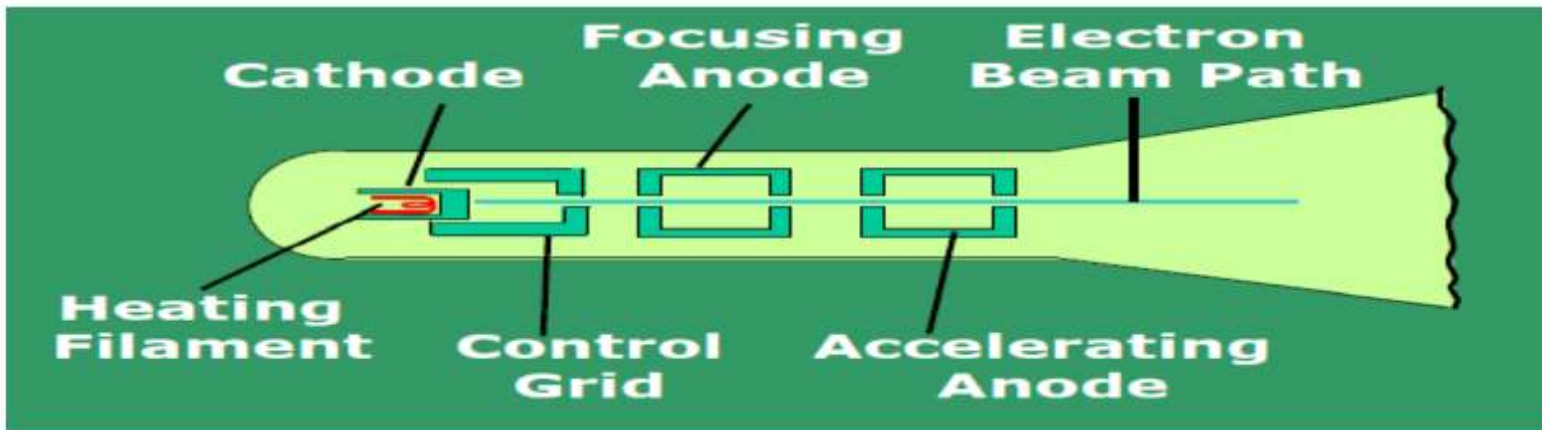 Cathode
Focusing
Anode
Electron
Beam Path
Heating
Filament
Control
Grid
Accelerating
Anode